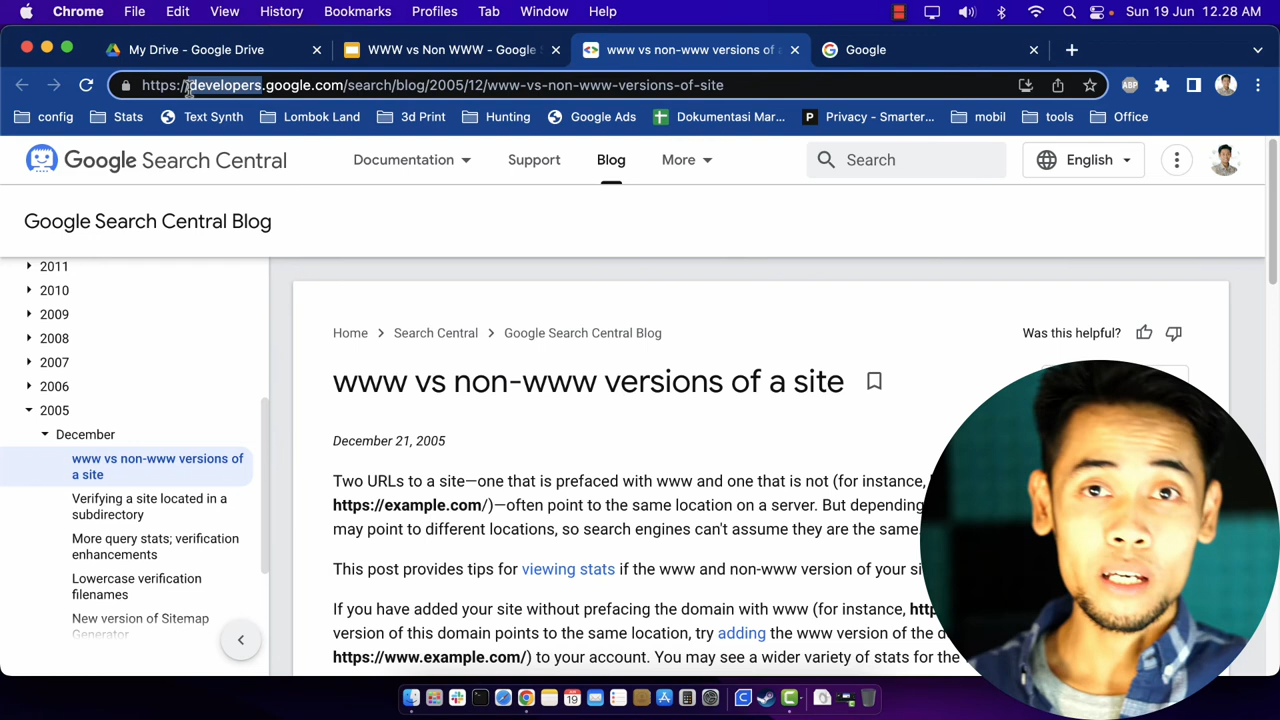 Chrome File Edit View History Bookmarks Profiles Tab Window Help Sun 19 Jun 12.28 AM
My Drive - Google Drive WWW vs Non WWW - Google www vs non-www versions of a Google
https://developers.google.com/search/blog/2005/12/www-vs-non-www-versions-of-site ABP
config Stats Text Synth Lombok Land 3d Print Hunting Google Ads Dokumentasi Mar... Privacy - Smarter... mobil tools Office
Google Search Central Documentation Support Blog More Search English
Google Search Central Blog
2011
2010
2009
2008
2007
2006
2005
December
www vs non-www versions of
a site
Verifying a site located in a
subdirectory
More query stats; verification
enhancements
Lowercase verification
filenames
New version of Sitemap
Generator
Home Search Central Google Search Central Blog Was this helpful?
www vs non-www versions of a site
December 21, 2005
Two URLs to a site—one that is prefaced with www and one that is not (for instance,
https://example.com/)—often point to the same location on a server. But depending
may point to different locations, so search engines can't assume they are the same.
This post provides tips for viewing stats if the www and non-www version of your
If you have added your site without prefacing the domain with www (for instance,
version of this domain points to the same location, try adding the www version of the
https://www.example.com/) to your account. You may see a wider variety of stats for the